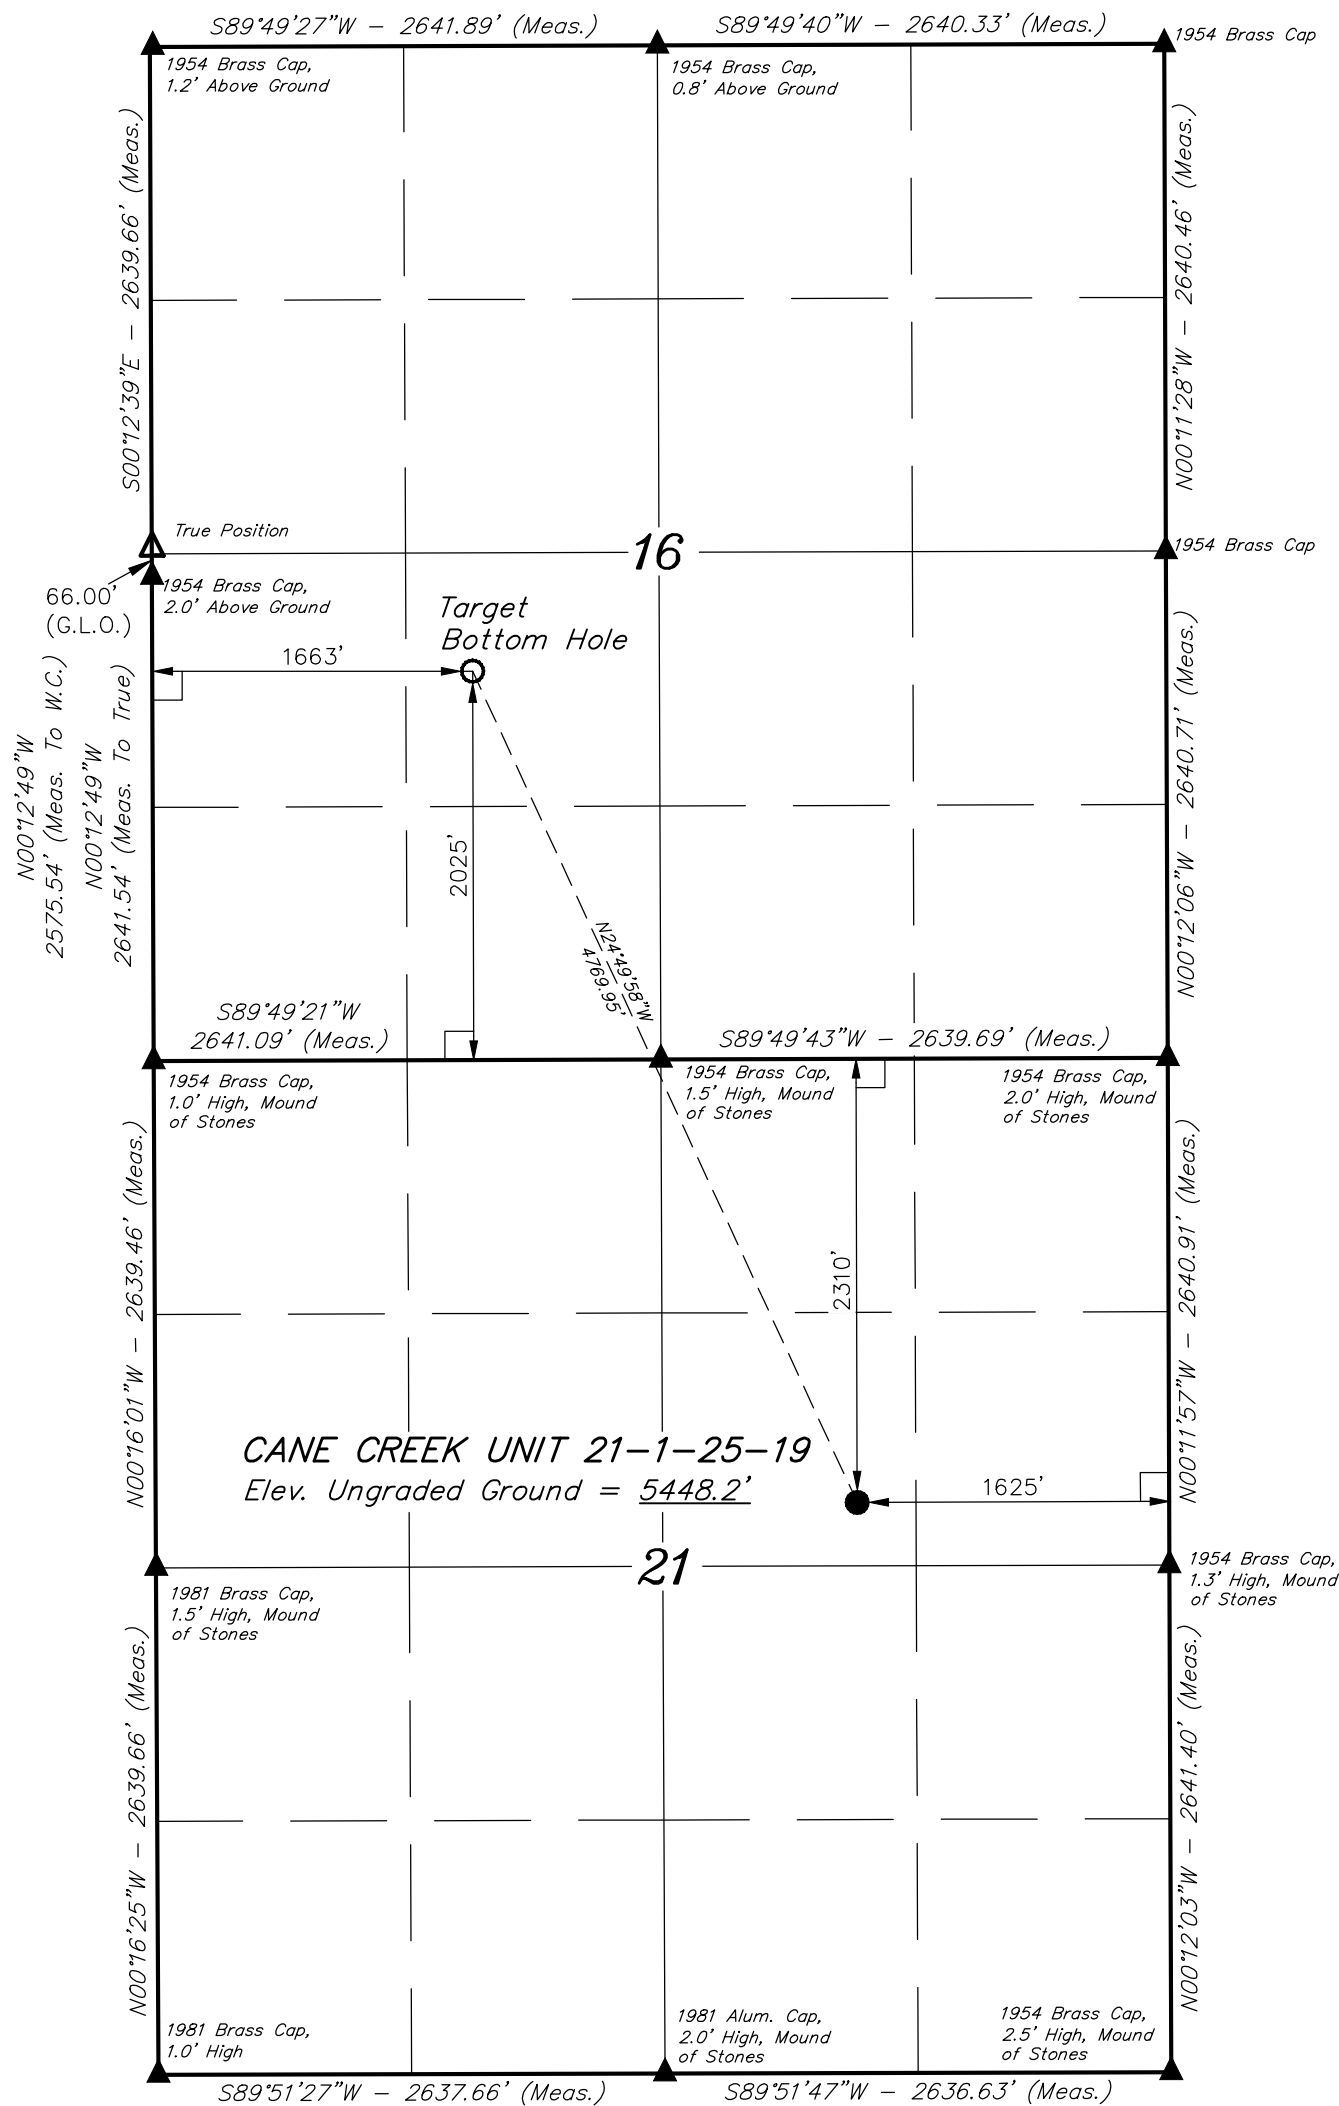 S89°49'27"W - 2641.89' (Meas.)
S89°49'40"W - 2640.33' (Meas.)
1954 Brass Cap
1954 Brass Cap,
1.2' Above Ground
1954 Brass Cap,
0.8' Above Ground
S00°12'39"E - 2639.66' (Meas.)
N00°11'28"W - 2640.46' (Meas.)
True Position
16
1954 Brass Cap
66.00'
(G.L.O.)
1954 Brass Cap,
2.0' Above Ground
Target
Bottom Hole
1663'
N00°12'49"W
2575.54' (Meas. To W.C.)
N00°12'49"W
2641.54' (Meas. To True)
2025'
N24°49'58"W
4769.95'
N00°12'06"W - 2640.71' (Meas.)
S89°49'21"W
2641.09' (Meas.)
S89°49'43"W - 2639.69' (Meas.)
1954 Brass Cap,
1.0' High, Mound
of Stones
1954 Brass Cap,
1.5' High, Mound
of Stones
1954 Brass Cap,
2.0' High, Mound
of Stones
N00°16'01"W - 2639.46' (Meas.)
2310'
N00°11'57"W - 2640.91' (Meas.)
CANE CREEK UNIT 21-1-25-19
Elev. Ungraded Ground = 5448.2'
1625'
21
1954 Brass Cap,
1.3' High, Mound
of Stones
1981 Brass Cap,
1.5' High, Mound
of Stones
N00°16'25"W - 2639.66' (Meas.)
N00°12'03"W - 2641.40' (Meas.)
1981 Brass Cap,
1.0' High
1981 Alum. Cap,
2.0' High, Mound
of Stones
1954 Brass Cap,
2.5' High, Mound
of Stones
S89°51'27"W - 2637.66' (Meas.)
S89°51'47"W - 2636.63' (Meas.)